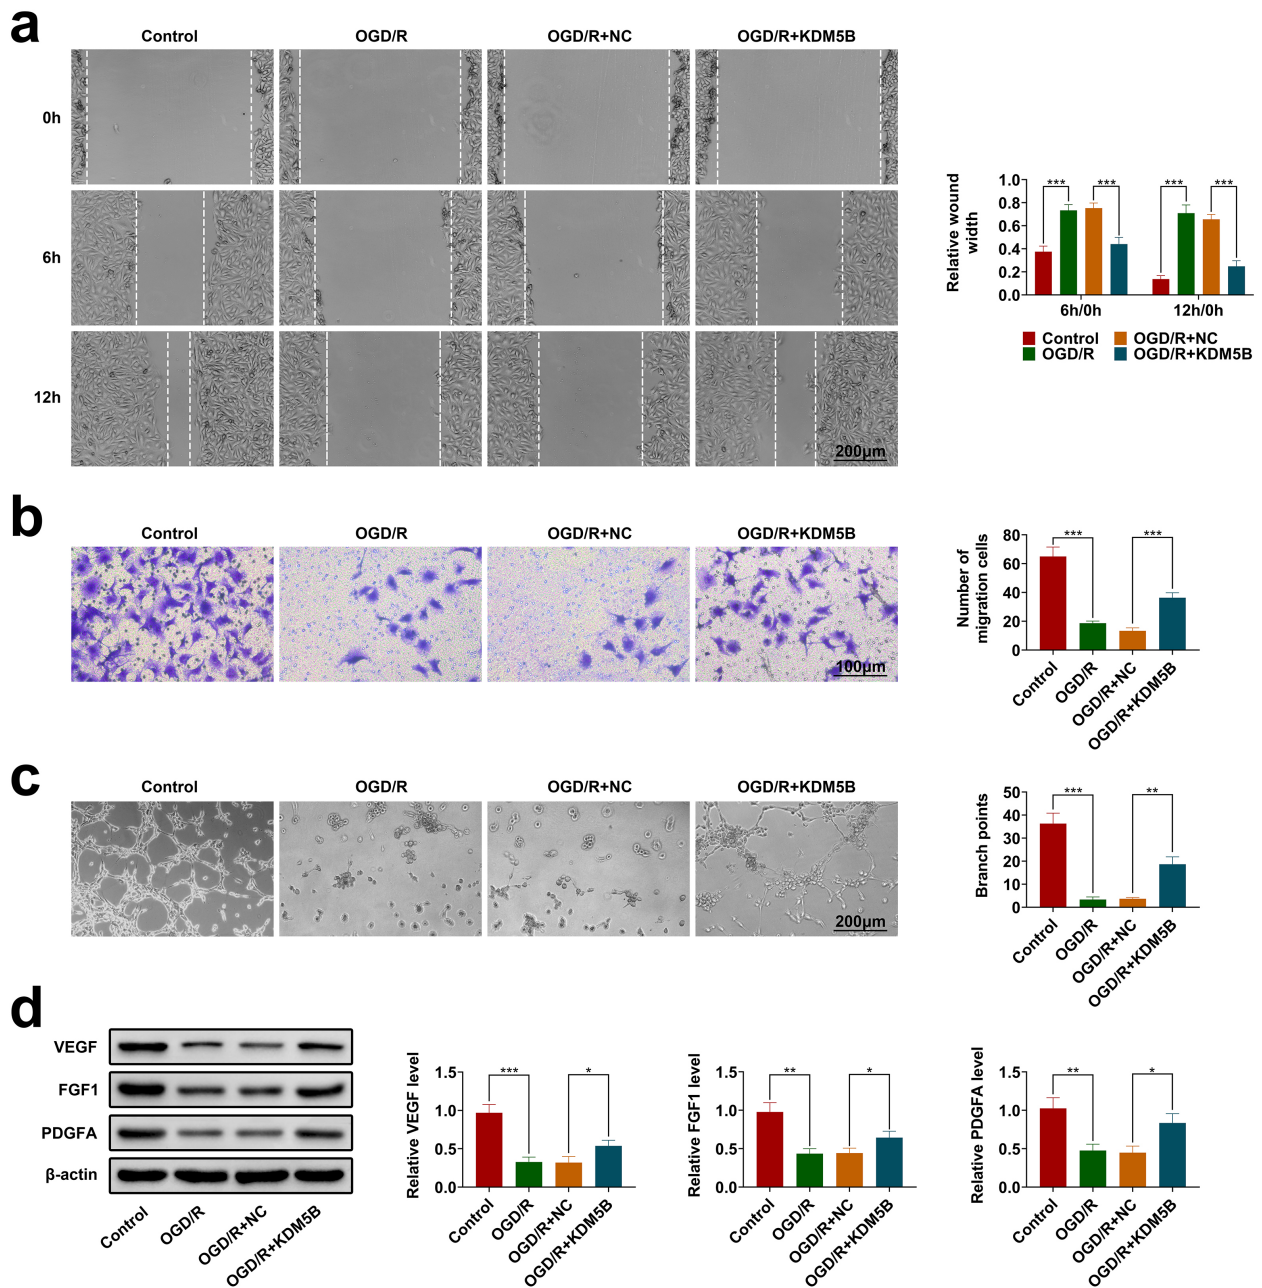 a
Control OGD/R OGD/R+NC OGD/R+KDM5B
0h
6h
12h
200μm
Relative wound
width
1.0
0.8
0.6
0.4
0.2
0.0
*** *** *** ***
6h/0h 12h/0h
Control OGD/R+NC
OGD/R OGD/R+KDM5B
b
Control OGD/R OGD/R+NC OGD/R+KDM5B
100μm
Number of
migration cells
80
60
40
20
0
*** ***
Control OGD/R OGD/R+NC OGD/R+KDM5B
c
Control OGD/R OGD/R+NC OGD/R+KDM5B
200μm
Branch points
50
40
30
20
10
0
*** **
Control OGD/R OGD/R+NC OGD/R+KDM5B
d
VEGF
FGF1
PDGFA
β-actin
Control OGD/R OGD/R+NC OGD/R+KDM5B
Relative VEGF level
1.5
1.0
0.5
0.0
*** *
Control OGD/R OGD/R+NC OGD/R+KDM5B
Relative FGF1 level
1.5
1.0
0.5
0.0
** *
Control OGD/R OGD/R+NC OGD/R+KDM5B
Relative PDGFA level
1.5
1.0
0.5
0.0
** *
Control OGD/R OGD/R+NC OGD/R+KDM5B